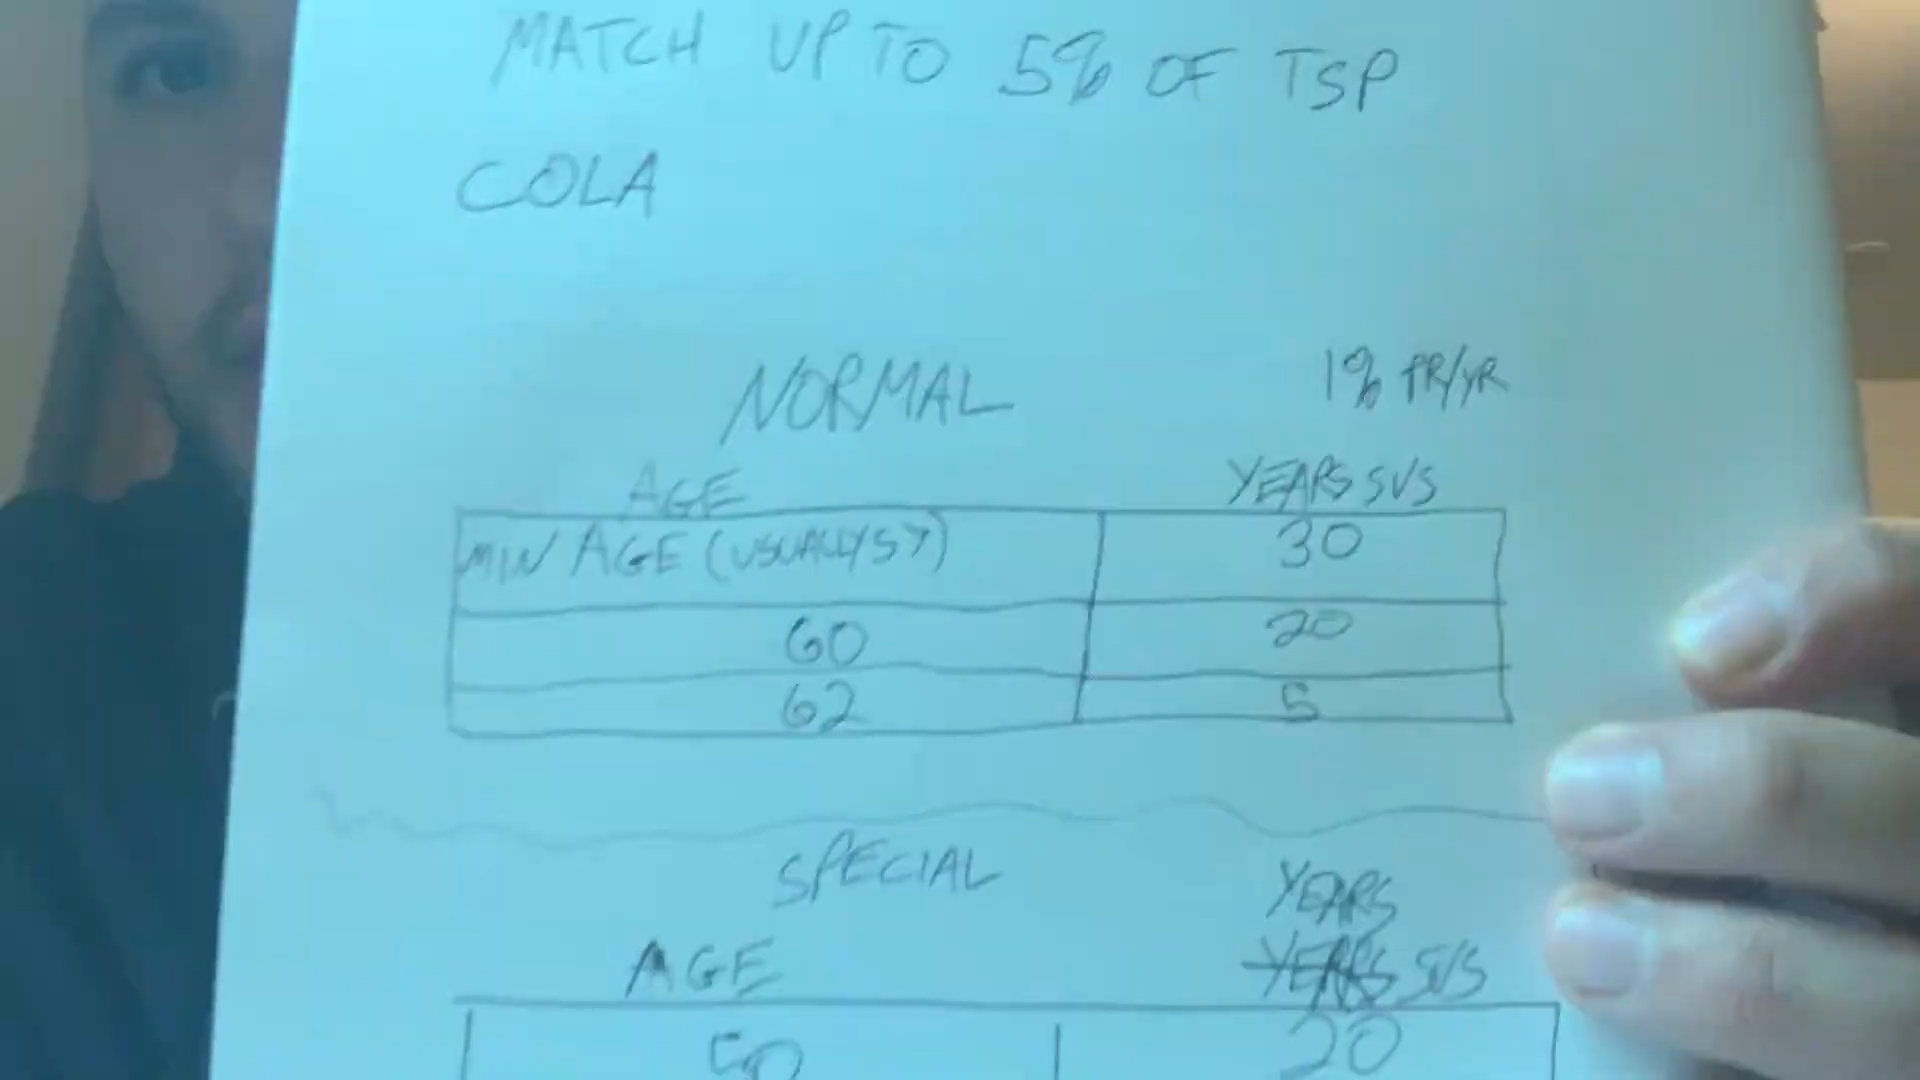 MATCH UP TO 5% OF TSP
COLA
NORMAL 1% PR/YR
AGE YEARS SVS
MIN AGE (USUALLY 57) 30
60 20
62 5
SPECIAL YEARS
AGE YEARS SVS
50 20